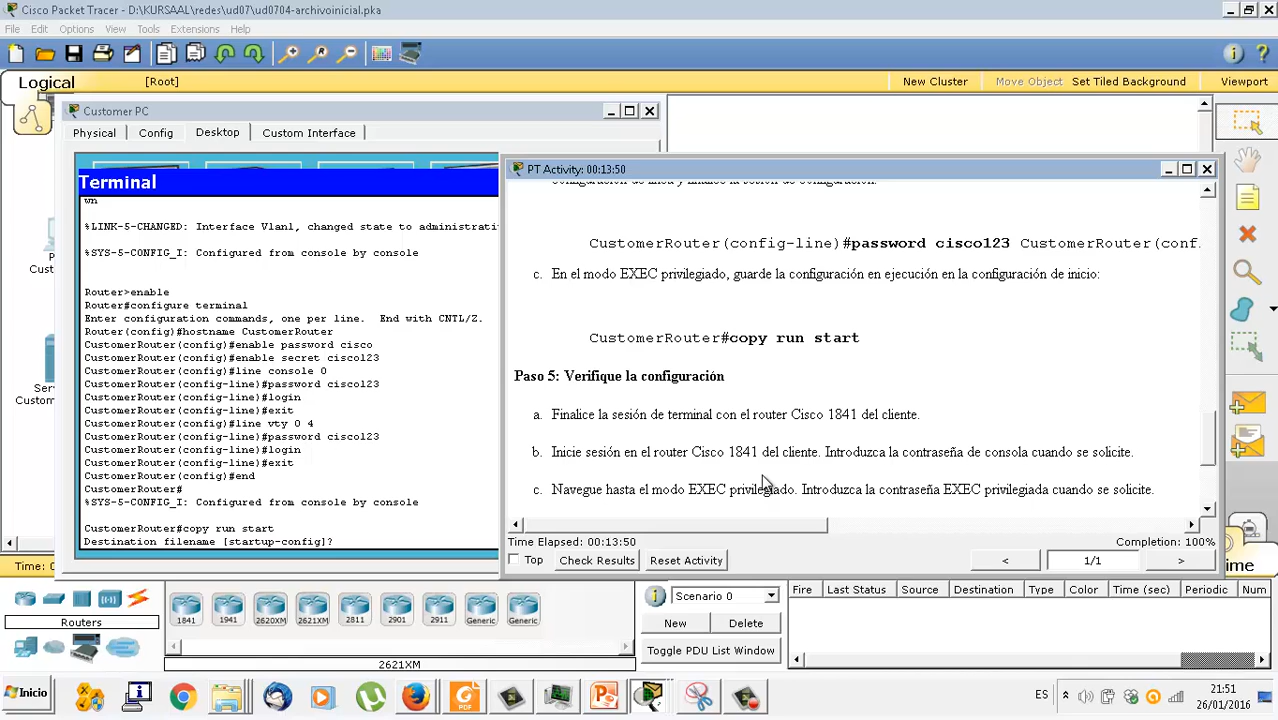 Cisco Packet Tracer - D:\KURSAAL\redes\ud07\ud0704-archivoinicial.pka
File Edit Options View Tools Extensions Help
Logical
[Root]
New Cluster
Move Object
Set Tiled Background
Viewport
Customer PC
Physical
Config
Desktop
Custom Interface
Terminal
wn
%LINK-5-CHANGED: Interface Vlan1, changed state to administrati
%SYS-5-CONFIG_I: Configured from console by console
Router>enable
Router#configure terminal
Enter configuration commands, one per line.  End with CNTL/Z.
Router(config)#hostname CustomerRouter
CustomerRouter(config)#enable password cisco
CustomerRouter(config)#enable secret cisco123
CustomerRouter(config)#line console 0
CustomerRouter(config-line)#password cisco123
CustomerRouter(config-line)#login
CustomerRouter(config-line)#exit
CustomerRouter(config)#line vty 0 4
CustomerRouter(config-line)#password cisco123
CustomerRouter(config-line)#login
CustomerRouter(config-line)#exit
CustomerRouter(config)#end
CustomerRouter#
%SYS-5-CONFIG_I: Configured from console by console
CustomerRouter#copy run start
Destination filename [startup-config]?
PT Activity: 00:13:50
configuración de línea y finalice la sesión de configuración.
CustomerRouter(config-line)#password cisco123 CustomerRouter(conf.
c. En el modo EXEC privilegiado, guarde la configuración en ejecución en la configuración de inicio:
CustomerRouter#copy run start
Paso 5: Verifique la configuración
a. Finalice la sesión de terminal con el router Cisco 1841 del cliente.
b. Inicie sesión en el router Cisco 1841 del cliente. Introduzca la contraseña de consola cuando se solicite.
c. Navegue hasta el modo EXEC privilegiado. Introduzca la contraseña EXEC privilegiada cuando se solicite.
Time Elapsed: 00:13:50
Completion: 100%
Top
Check Results
Reset Activity
<
1/1
>
Custom
Routers
1841
1941
2620XM
2621XM
2811
2901
2911
Generic
Generic
2621XM
Scenario 0
New
Delete
Toggle PDU List Window
Fire
Last Status
Source
Destination
Type
Color
Time (sec)
Periodic
Num
Inicio
ES
21:51
26/01/2016